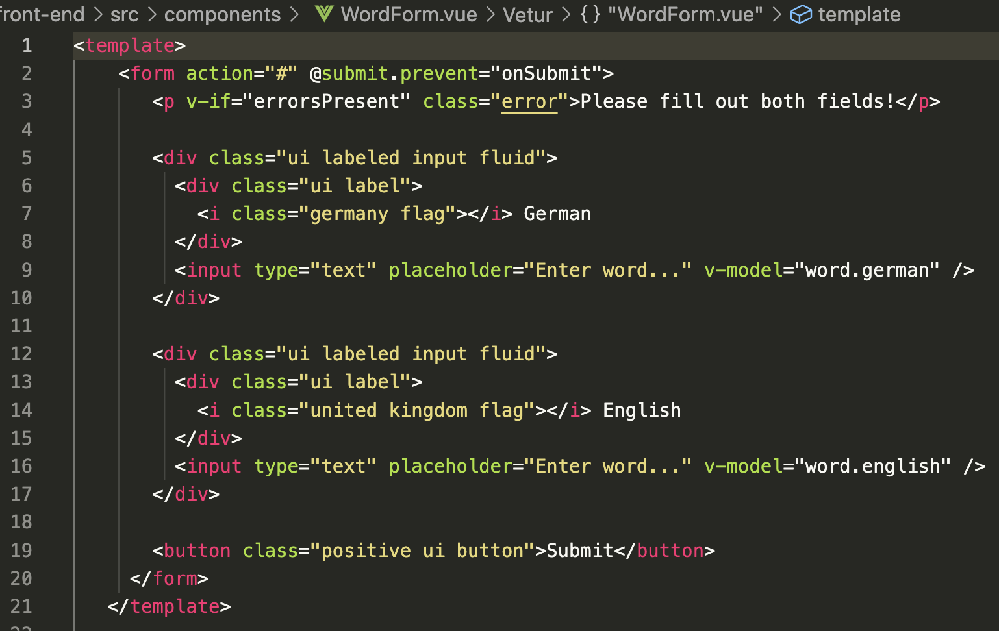 front-end > src > components > WordForm.vue > Vetur > {} "WordForm.vue" > template
1 <template>
2 <form action="#" @submit.prevent="onSubmit">
3 <p v-if="errorsPresent" class="error">Please fill out both fields!</p>
4
5 <div class="ui labeled input fluid">
6 <div class="ui label">
7 <i class="germany flag"></i> German
8 </div>
9 <input type="text" placeholder="Enter word..." v-model="word.german" />
10 </div>
11
12 <div class="ui labeled input fluid">
13 <div class="ui label">
14 <i class="united kingdom flag"></i> English
15 </div>
16 <input type="text" placeholder="Enter word..." v-model="word.english" />
17 </div>
18
19 <button class="positive ui button">Submit</button>
20 </form>
21 </template>